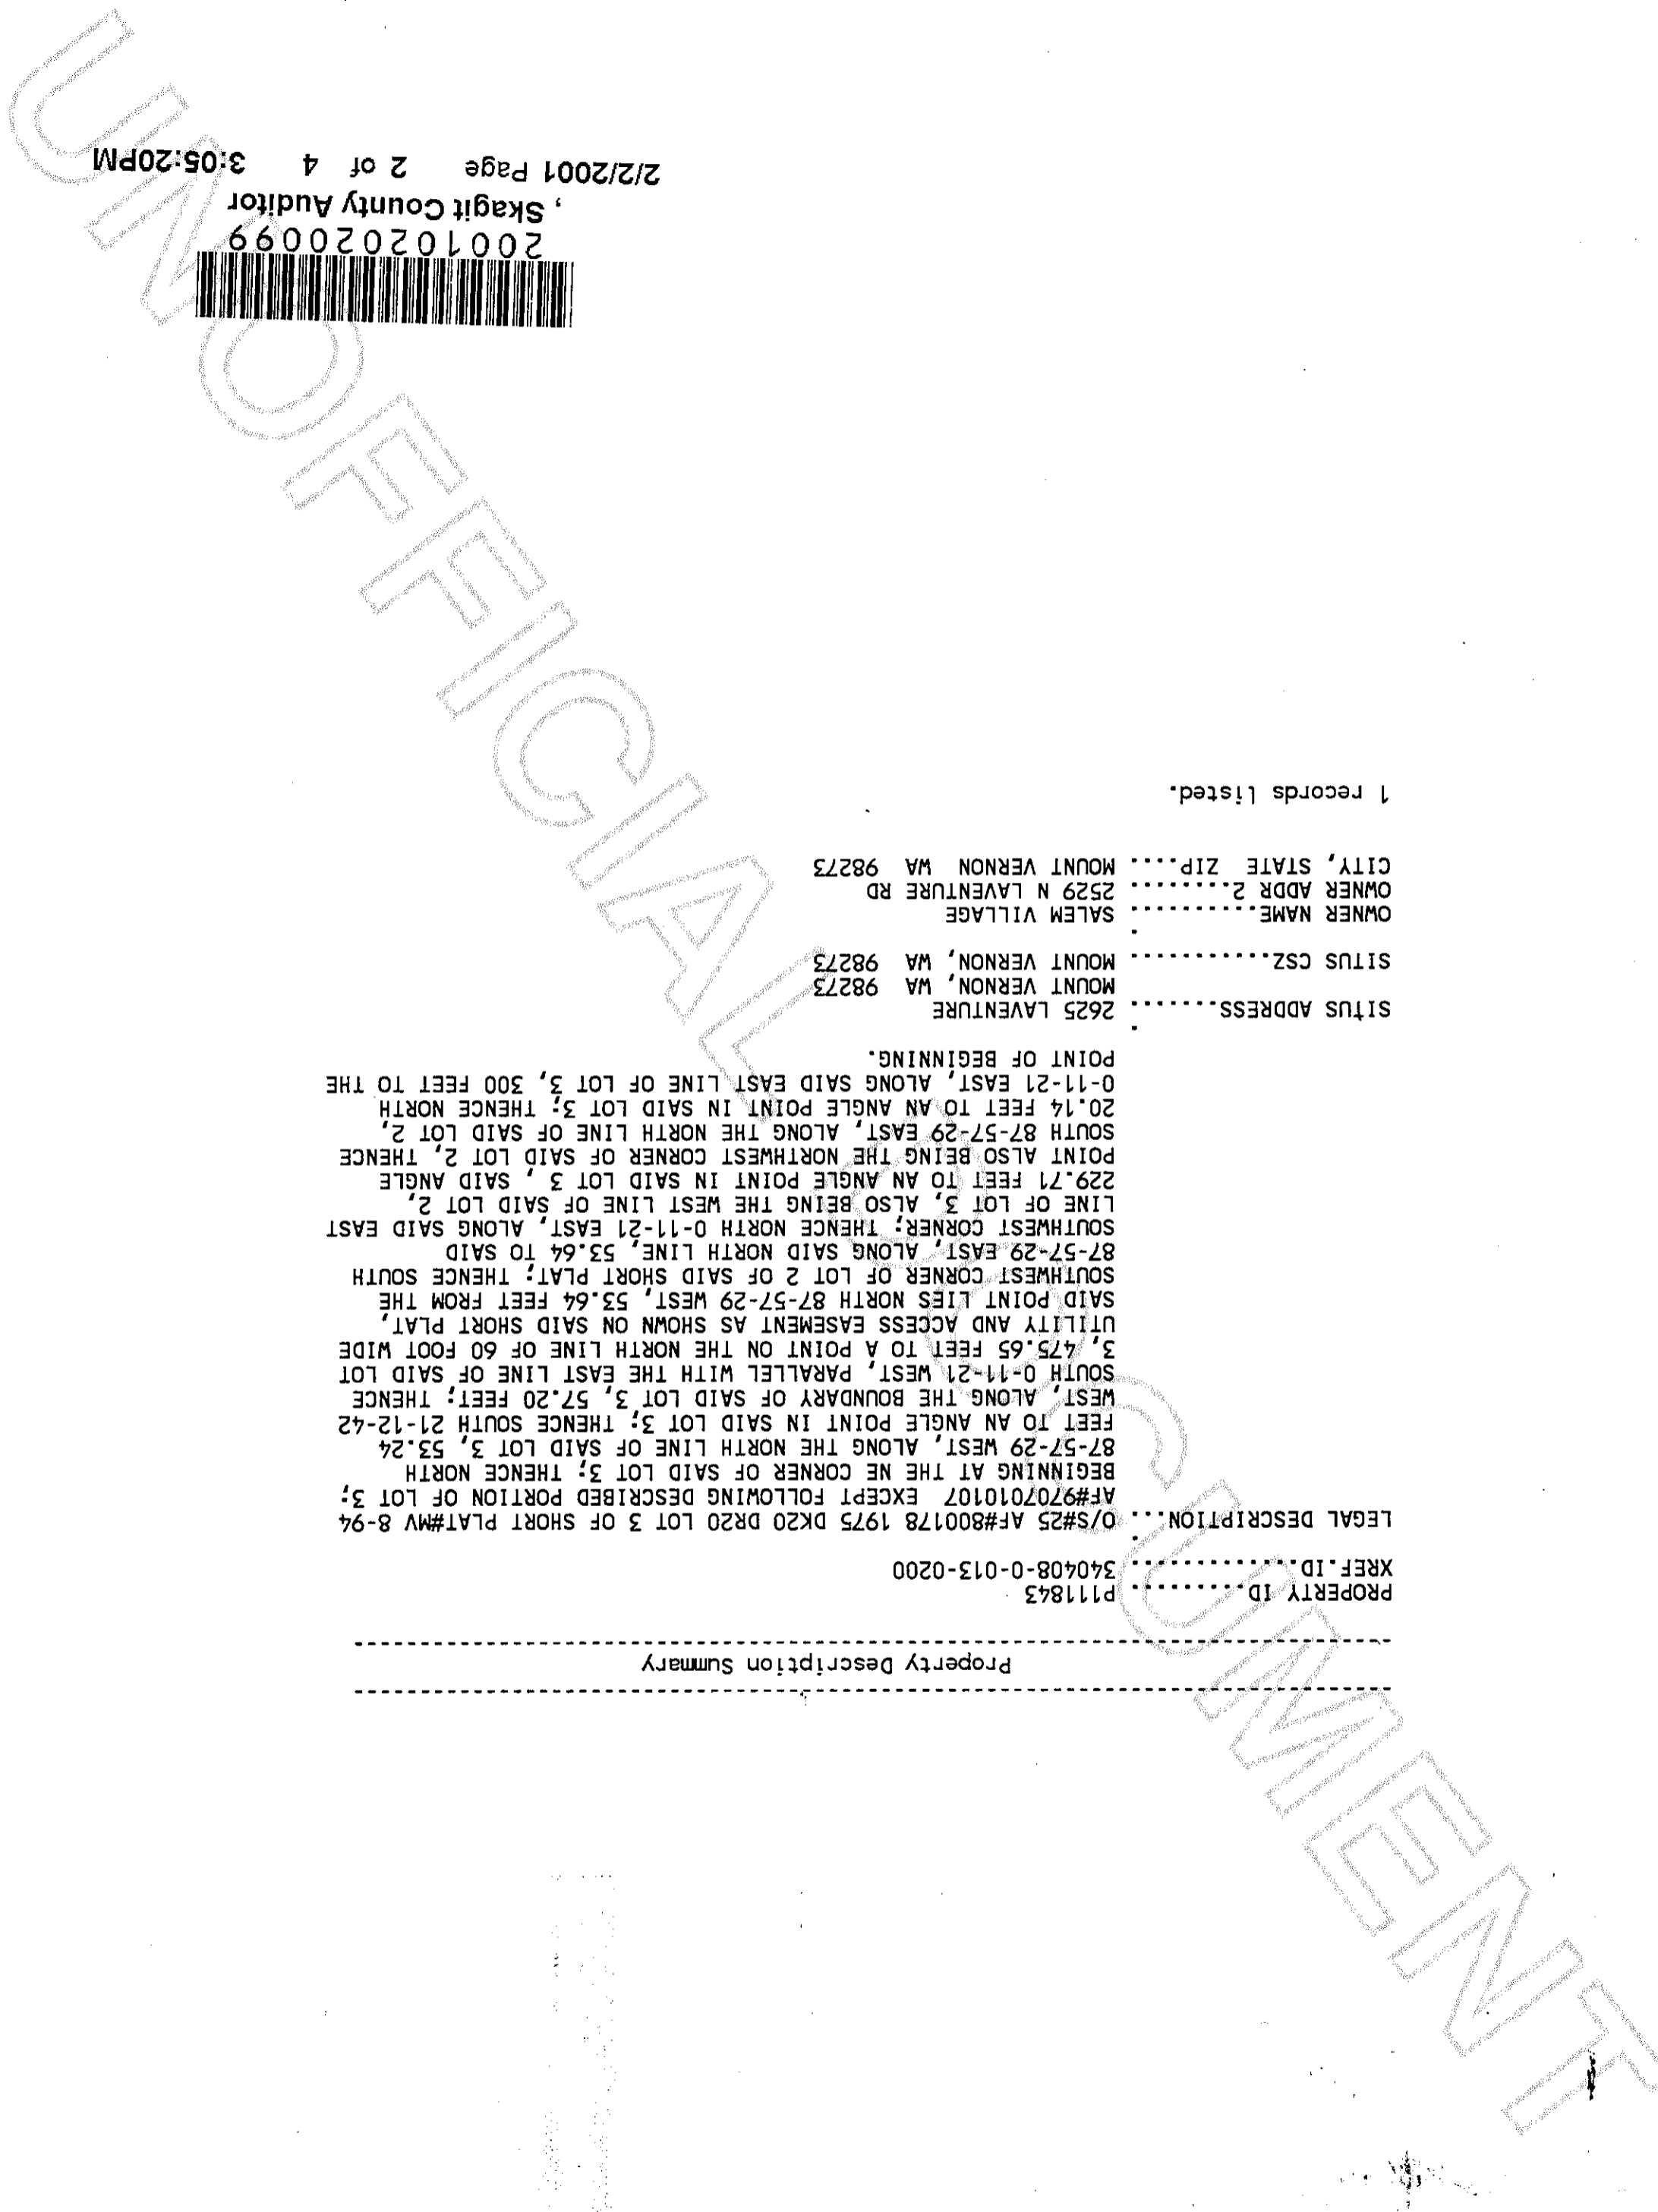 Property Description Summary
PROPERTY ID.......... P111843
XREF.ID.............. 340408-0-013-0200
LEGAL DESCRIPTION... O/S#25 AF#800178 1975 DK20 DR20 LOT 3 OF SHORT PLAT#MV 8-94
AF#9707010107 EXCEPT FOLLOWING DESCRIBED PORTION OF LOT 3;
BEGINNING AT THE NE CORNER OF SAID LOT 3; THENCE NORTH
87-57-29 WEST, ALONG THE NORTH LINE OF SAID LOT 3, 53.24
FEET TO AN ANGLE POINT IN SAID LOT 3; THENCE SOUTH 21-12-42
WEST, ALONG THE BOUNDARY OF SAID LOT 3, 57.20 FEET; THENCE
SOUTH 0-11-21 WEST, PARALLEL WITH THE EAST LINE OF SAID LOT
3, 475.65 FEET TO A POINT ON THE NORTH LINE OF 60 FOOT WIDE
UTILITY AND ACCESS EASEMENT AS SHOWN ON SAID SHORT PLAT,
SAID POINT LIES NORTH 87-57-29 WEST, 53.64 FEET FROM THE
SOUTHWEST CORNER OF LOT 2 OF SAID SHORT PLAT; THENCE SOUTH
87-57-29 EAST, ALONG SAID NORTH LINE, 53.64 TO SAID
SOUTHWEST CORNER; THENCE NORTH 0-11-21 EAST, ALONG SAID EAST
LINE OF LOT 3, ALSO BEING THE WEST LINE OF SAID LOT 2,
229.71 FEET TO AN ANGLE POINT IN SAID LOT 3 , SAID ANGLE
POINT ALSO BEING THE NORTHWEST CORNER OF SAID LOT 2, THENCE
SOUTH 87-57-29 EAST, ALONG THE NORTH LINE OF SAID LOT 2,
20.14 FEET TO AN ANGLE POINT IN SAID LOT 3; THENCE NORTH
0-11-21 EAST, ALONG SAID EAST LINE OF LOT 3, 300 FEET TO THE
POINT OF BEGINNING.
SITUS ADDRESS....... 2625 LAVENTURE
MOUNT VERNON, WA 98273
SITUS CSZ............ MOUNT VERNON, WA 98273
OWNER NAME.......... SALEM VILLAGE
OWNER ADDR 2........ 2529 N LAVENTURE RD
CITY, STATE ZIP.... MOUNT VERNON WA 98273
1 records listed.
200102020099
, Skagit County Auditor
2/2/2001 Page 2 of 4 3:05:20PM
UNOFFICIAL DOCUMENT